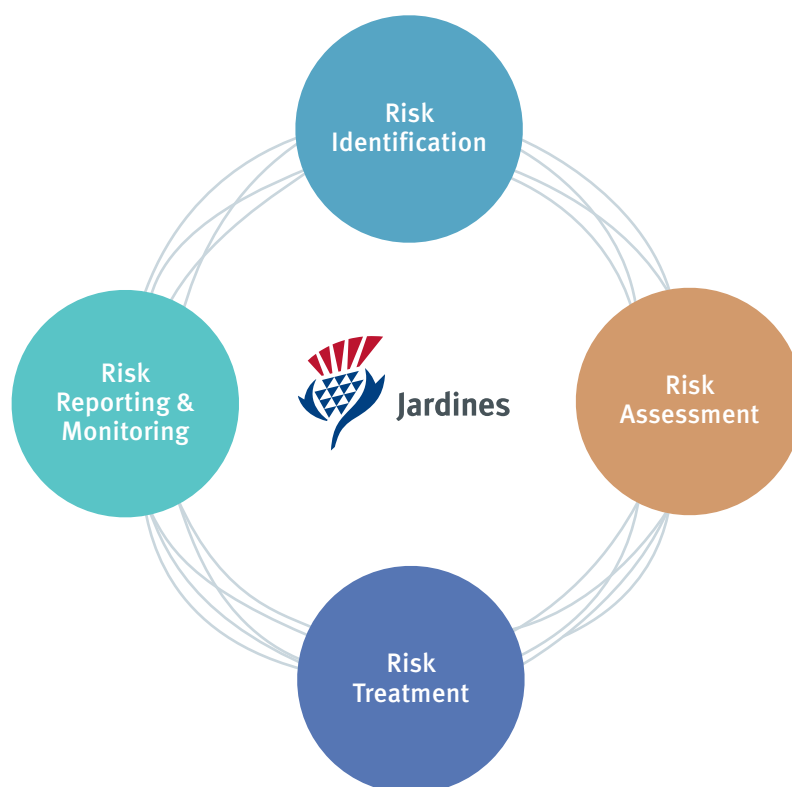 Risk
Identification
Risk
Assessment
Risk
Treatment
Risk
Reporting &
Monitoring
Jardines